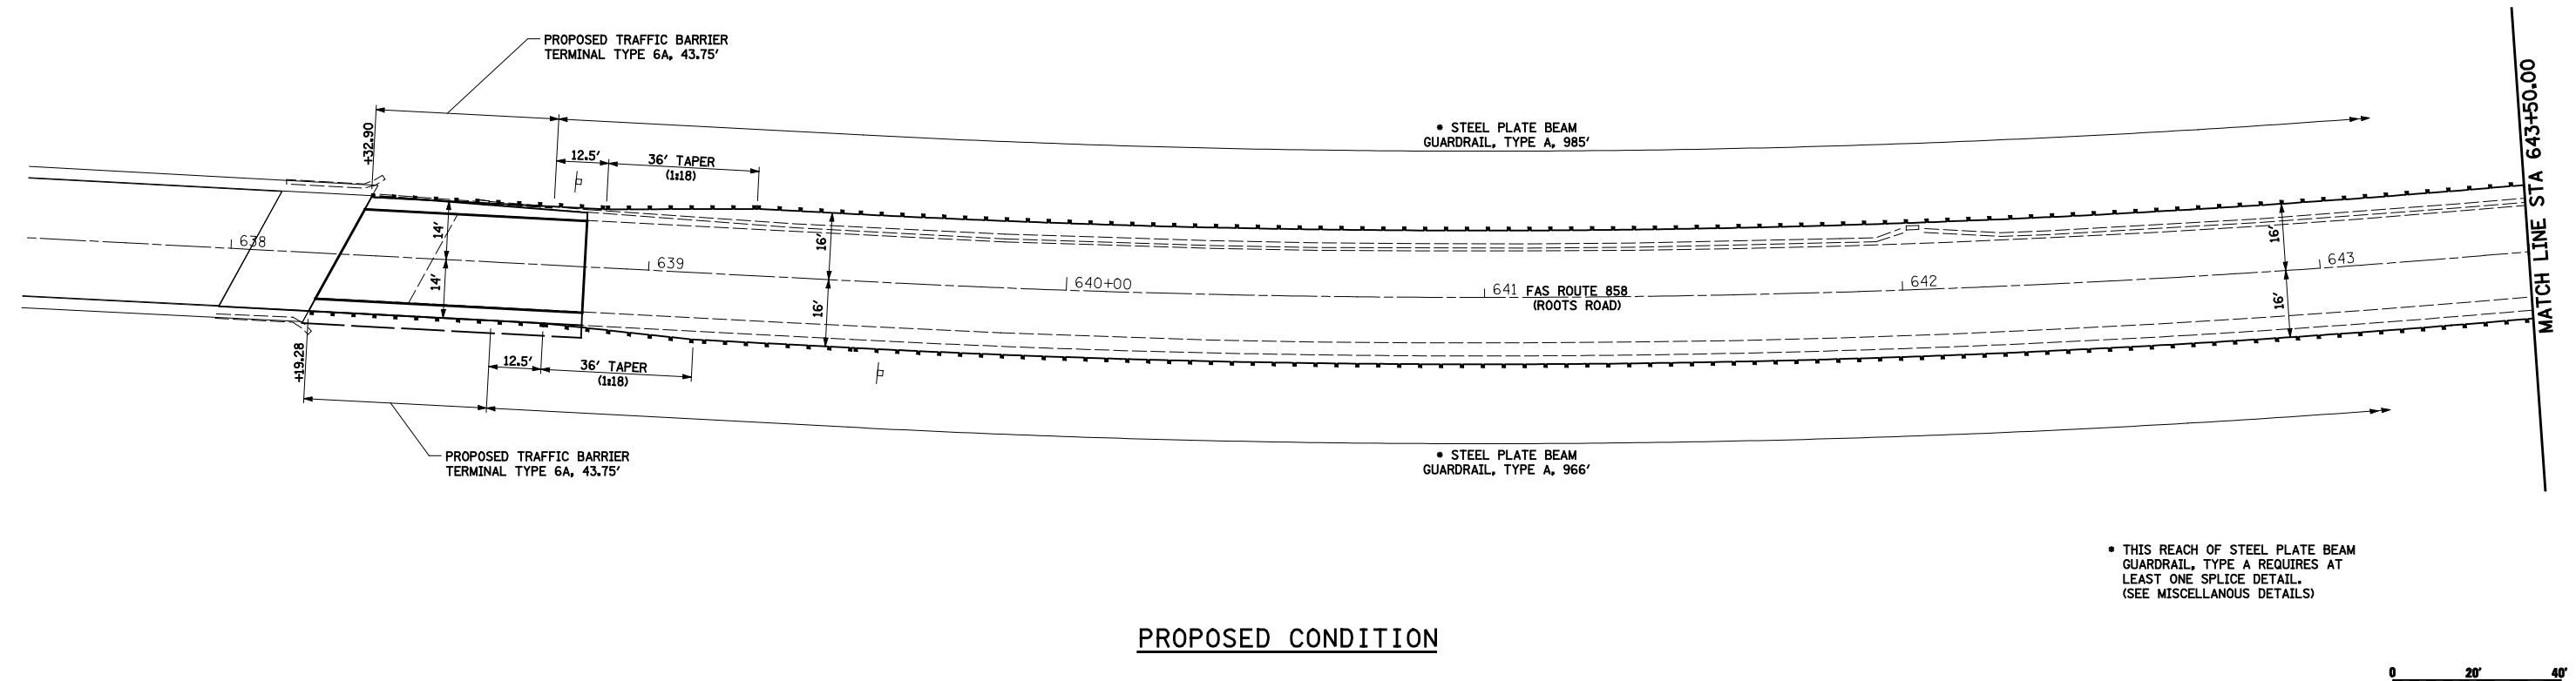 PROPOSED TRAFFIC BARRIER
TERMINAL TYPE 6A, 43.75'
+32.90
12.5'
36' TAPER
(1:18)
* STEEL PLATE BEAM
GUARDRAIL, TYPE A, 985'
MATCH LINE STA 643+50.00
14'
14'
16'
16'
16'
16'
638
639
640+00
641
FAS ROUTE 858
(ROOTS ROAD)
642
643
+19.28
12.5'
36' TAPER
(1:18)
PROPOSED TRAFFIC BARRIER
TERMINAL TYPE 6A, 43.75'
* STEEL PLATE BEAM
GUARDRAIL, TYPE A, 966'
* THIS REACH OF STEEL PLATE BEAM
GUARDRAIL, TYPE A REQUIRES AT
LEAST ONE SPLICE DETAIL.
(SEE MISCELLANOUS DETAILS)
PROPOSED CONDITION
0 20' 40'